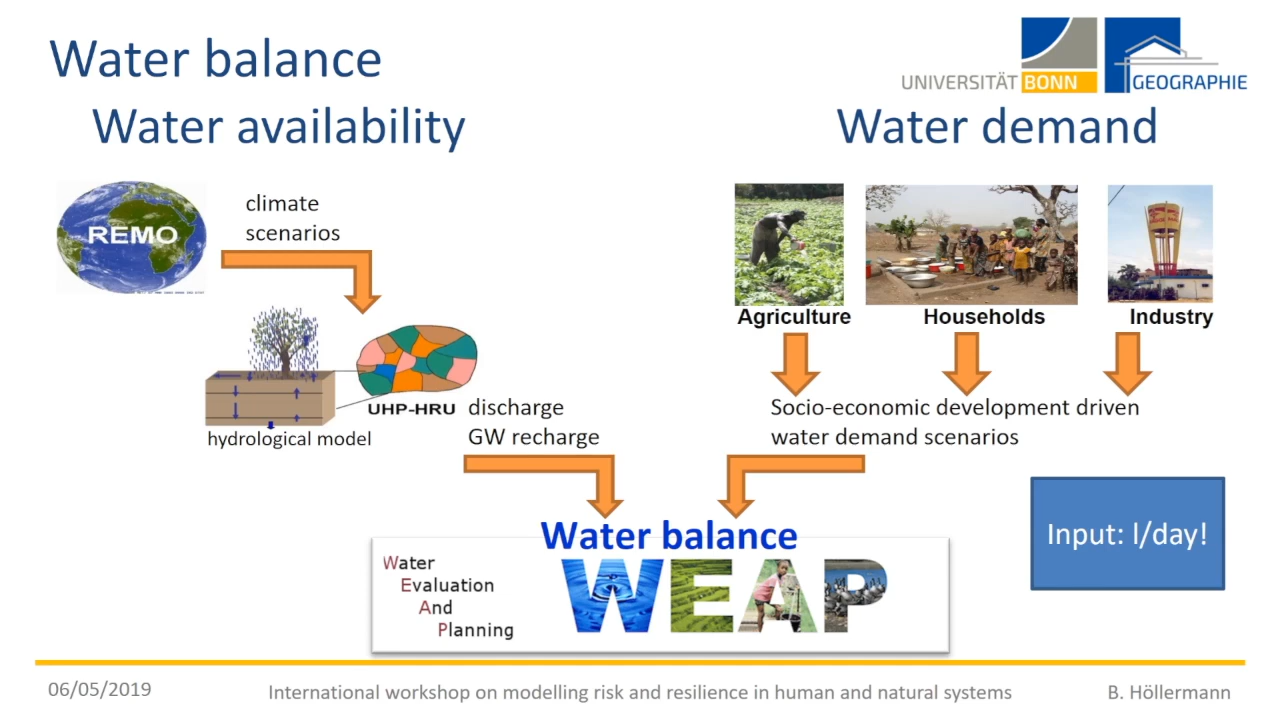 Water balance
UNIVERSITÄT BONN
GEOGRAPHIE
Water availability
Water demand
REMO
climate
scenarios
Agriculture
Households
Industry
UHP-HRU
hydrological model
discharge
GW recharge
Socio-economic development driven
water demand scenarios
Input: l/day!
Water balance
Water
Evaluation
And
Planning
WEAP
06/05/2019
International workshop on modelling risk and resilience in human and natural systems
B. Höllermann